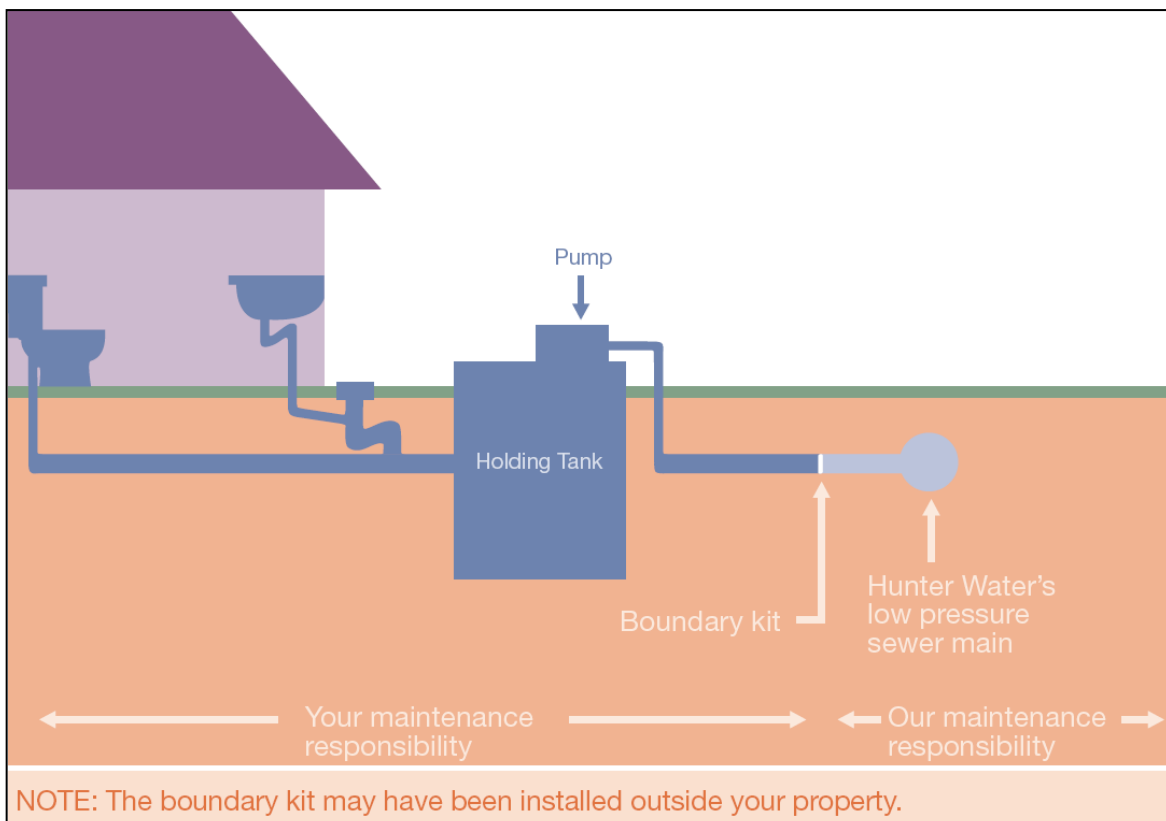 Pump
Holding Tank
Boundary kit
Hunter Water’s
low pressure
sewer main
Your maintenance
responsibility
Our maintenance
responsibility
NOTE: The boundary kit may have been installed outside your property.